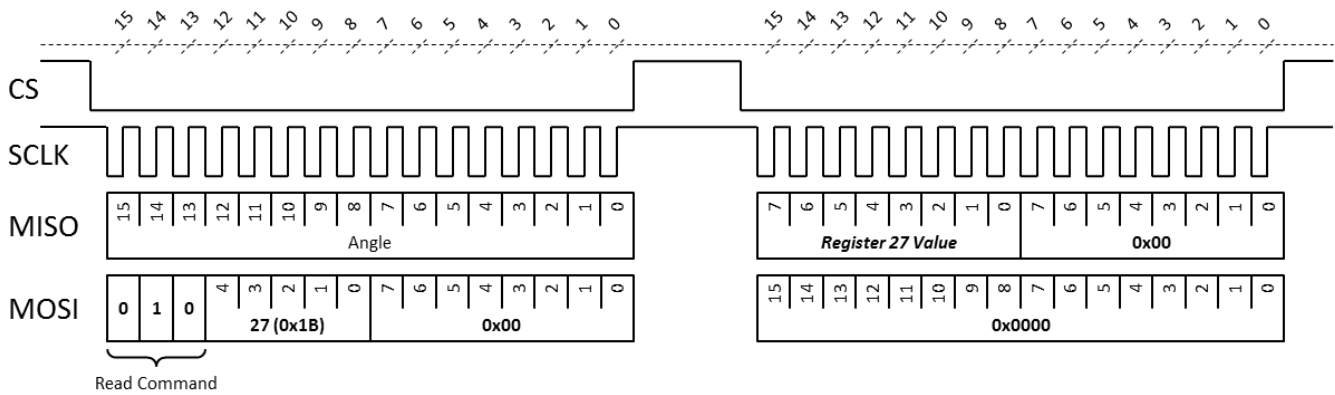 15 14 13 12 11 10 9 8 7 6 5 4 3 2 1 0 15 14 13 12 11 10 9 8 7 6 5 4 3 2 1 0
CS
SCLK
MISO 15 14 13 12 11 10 9 8 7 6 5 4 3 2 1 0 7 6 5 4 3 2 1 0 7 6 5 4 3 2 1 0
Angle Register 27 Value 0x00
MOSI 0 1 0 4 3 2 1 0 7 6 5 4 3 2 1 0 15 14 13 12 11 10 9 8 7 6 5 4 3 2 1 0
27 (0x1B) 0x00 0x0000
Read Command